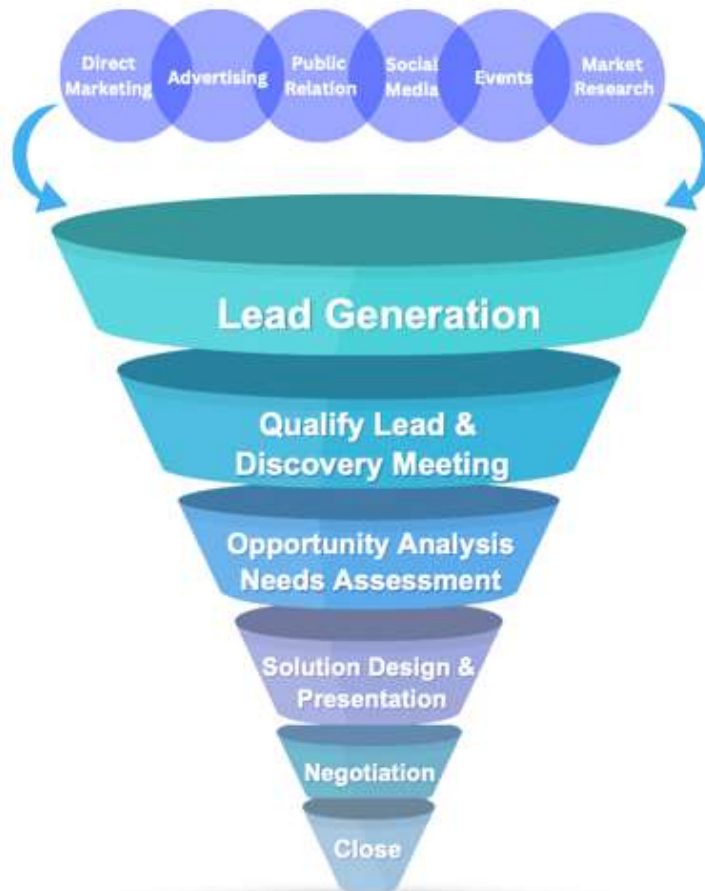 Direct
Marketing
Advertising
Public
Relation
Social
Media
Events
Market
Research
Lead Generation
Qualify Lead &
Discovery Meeting
Opportunity Analysis
Needs Assessment
Solution Design &
Presentation
Negotiation
Close